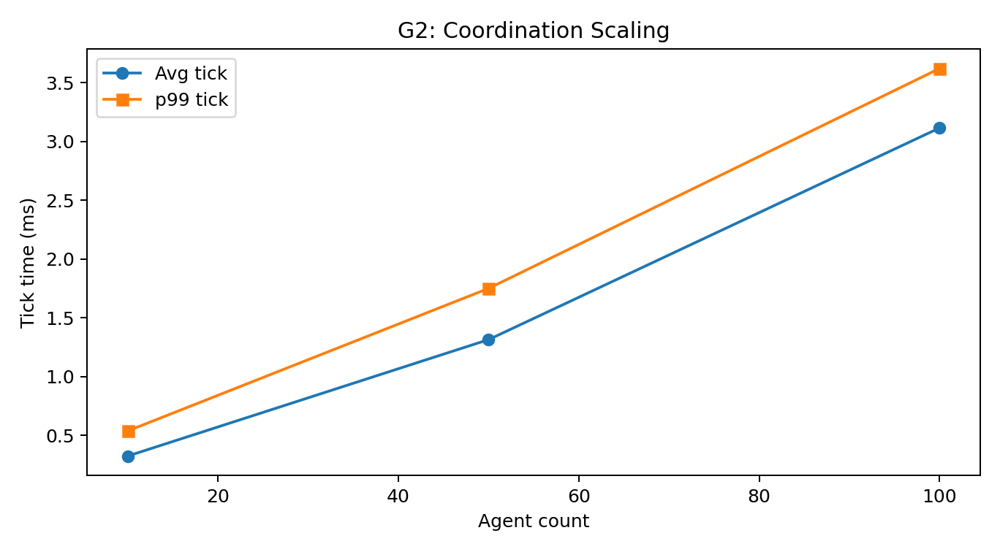 G2: Coordination Scaling
Avg tick
p99 tick
3.5
3.0
2.5
2.0
1.5
1.0
0.5
Tick time (ms)
20 40 60 80 100
Agent count